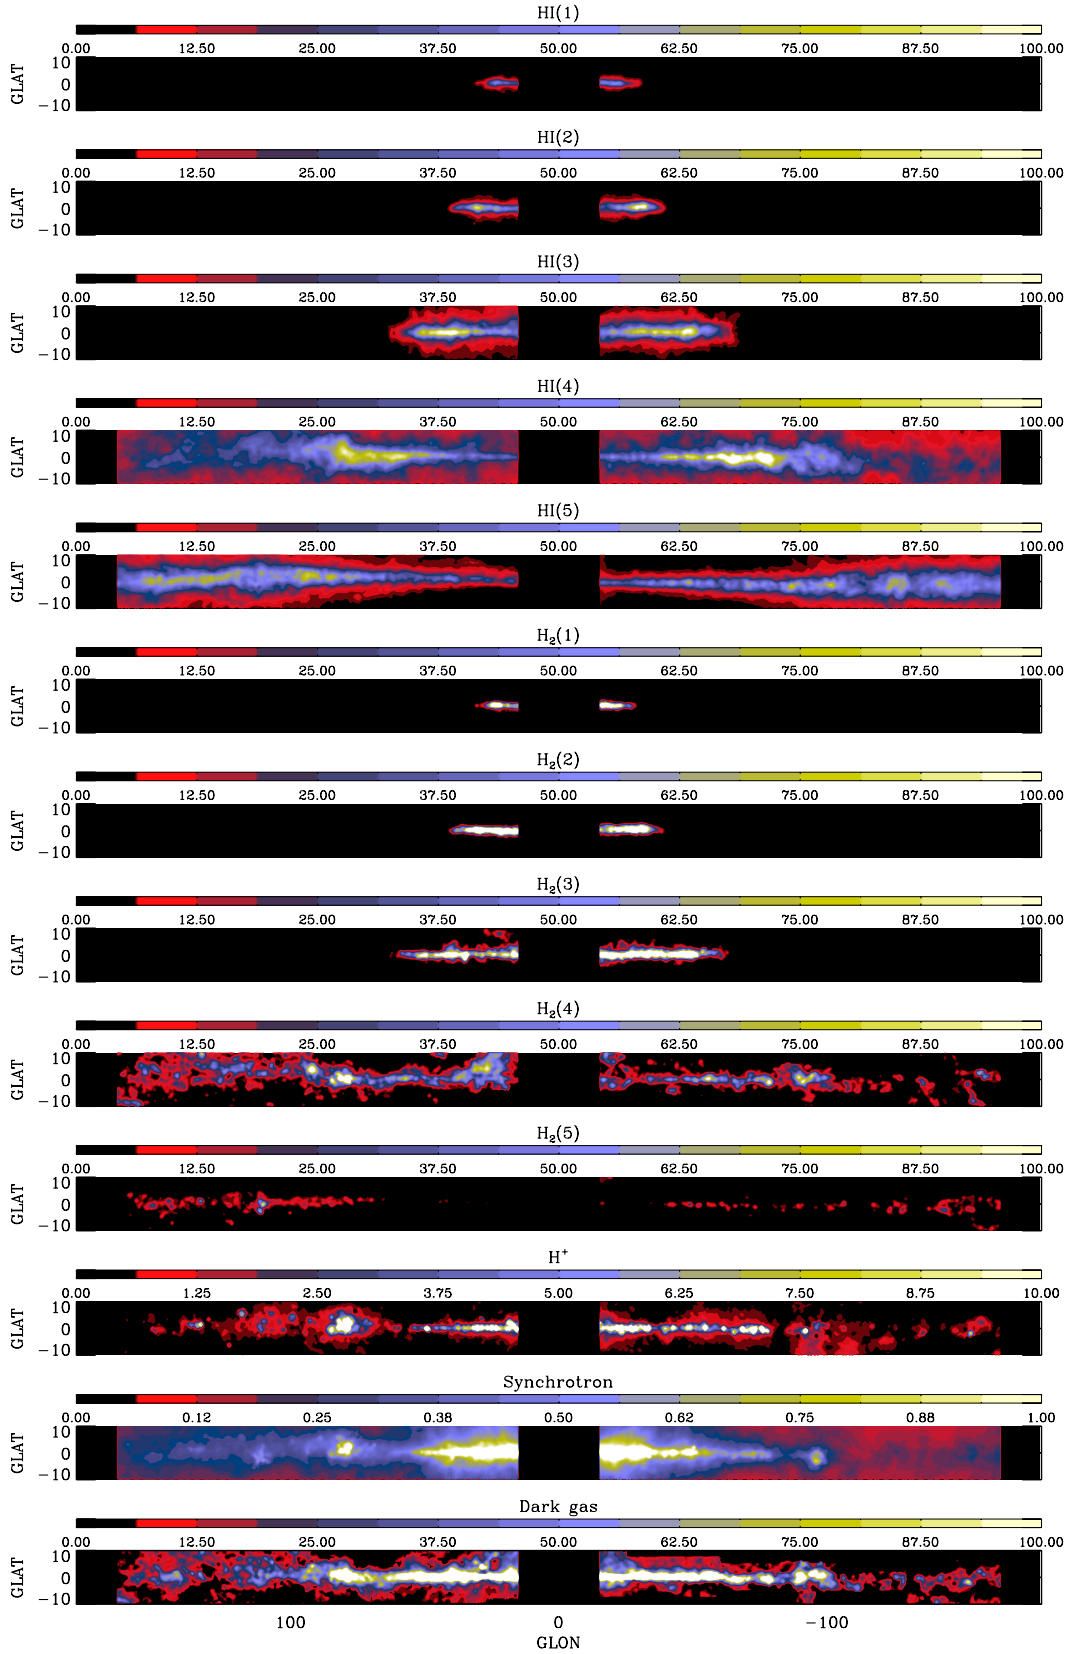 HI(1)
0.00 12.50 25.00 37.50 50.00 62.50 75.00 87.50 100.00
GLAT
10
0
−10
HI(2)
0.00 12.50 25.00 37.50 50.00 62.50 75.00 87.50 100.00
GLAT
10
0
−10
HI(3)
0.00 12.50 25.00 37.50 50.00 62.50 75.00 87.50 100.00
GLAT
10
0
−10
HI(4)
0.00 12.50 25.00 37.50 50.00 62.50 75.00 87.50 100.00
GLAT
10
0
−10
HI(5)
0.00 12.50 25.00 37.50 50.00 62.50 75.00 87.50 100.00
GLAT
10
0
−10
H₂(1)
0.00 12.50 25.00 37.50 50.00 62.50 75.00 87.50 100.00
GLAT
10
0
−10
H₂(2)
0.00 12.50 25.00 37.50 50.00 62.50 75.00 87.50 100.00
GLAT
10
0
−10
H₂(3)
0.00 12.50 25.00 37.50 50.00 62.50 75.00 87.50 100.00
GLAT
10
0
−10
H₂(4)
0.00 12.50 25.00 37.50 50.00 62.50 75.00 87.50 100.00
GLAT
10
0
−10
H₂(5)
0.00 12.50 25.00 37.50 50.00 62.50 75.00 87.50 100.00
GLAT
10
0
−10
H⁺
0.00 1.25 2.50 3.75 5.00 6.25 7.50 8.75 10.00
GLAT
10
0
−10
Synchrotron
0.00 0.12 0.25 0.38 0.50 0.62 0.75 0.88 1.00
GLAT
10
0
−10
Dark gas
0.00 12.50 25.00 37.50 50.00 62.50 75.00 87.50 100.00
GLAT
10
0
−10
100 0 −100
GLON